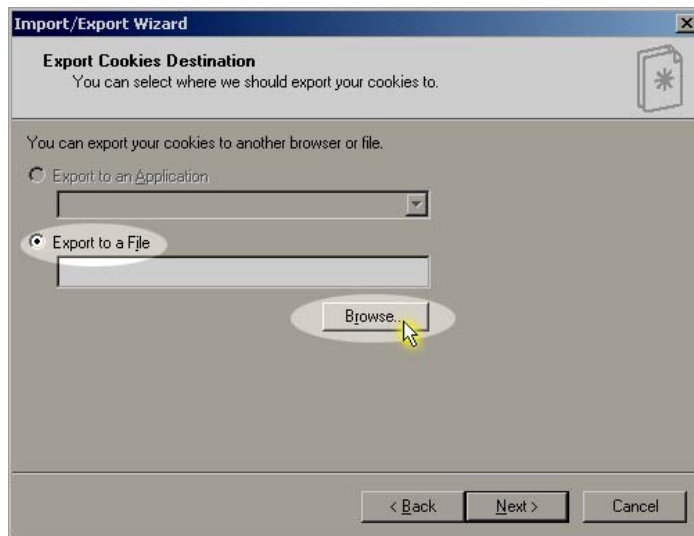 Import/Export Wizard
Export Cookies Destination
You can select where we should export your cookies to.
You can export your cookies to another browser or file.
Export to an Application
Export to a File
Browse...
< Back Next > Cancel